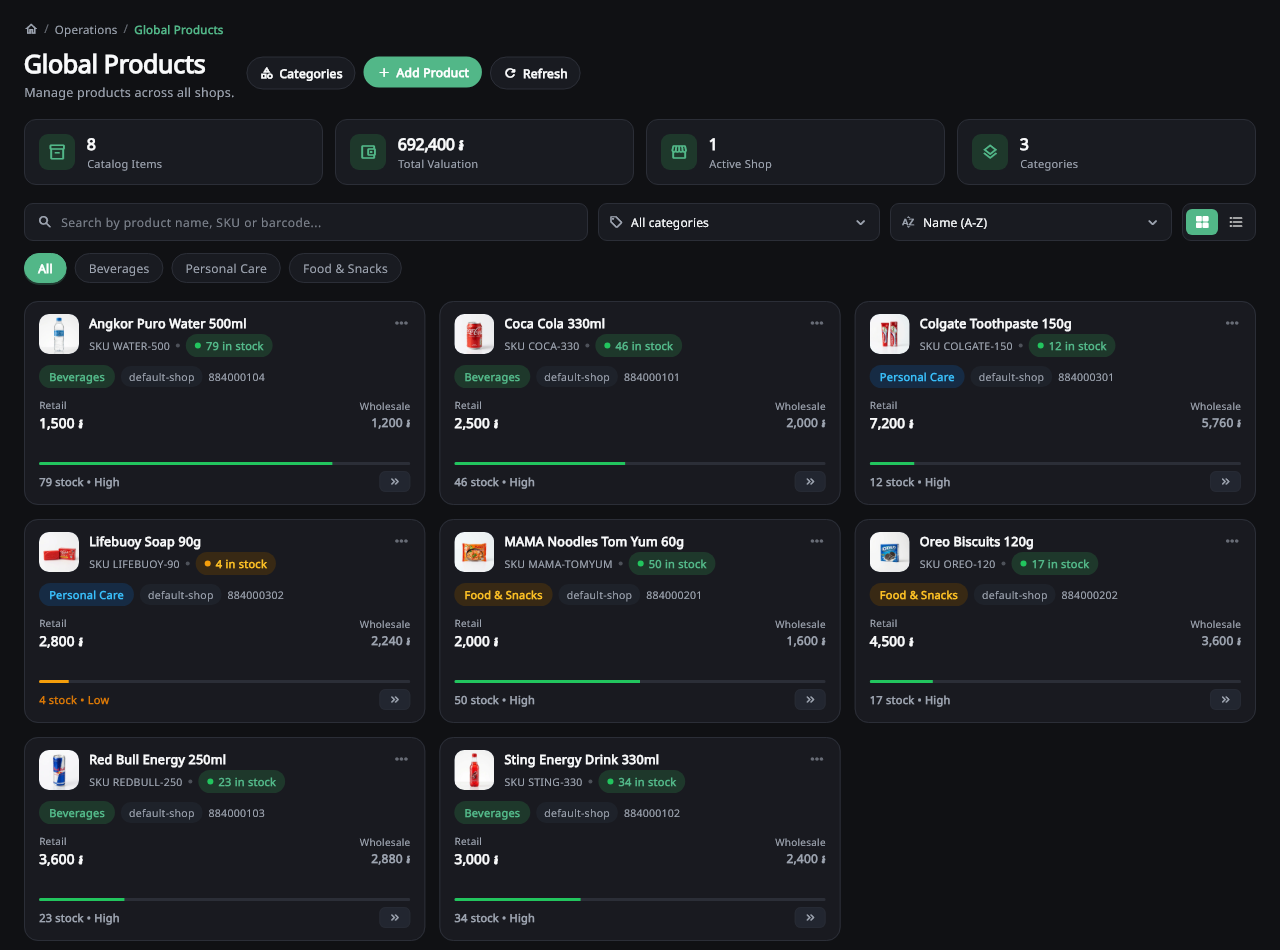 / Operations / Global Products
Global Products
Manage products across all shops.
Categories
Add Product
Refresh
8
Catalog Items
692,400 ៛
Total Valuation
1
Active Shop
3
Categories
Search by product name, SKU or barcode...
All categories
Name (A-Z)
All
Beverages
Personal Care
Food & Snacks
Angkor Puro Water 500ml
SKU WATER-500 • 79 in stock
Beverages default-shop 884000104
Retail Wholesale
1,500 ៛ 1,200 ៛
79 stock • High
Coca Cola 330ml
SKU COCA-330 • 46 in stock
Beverages default-shop 884000101
Retail Wholesale
2,500 ៛ 2,000 ៛
46 stock • High
Colgate Toothpaste 150g
SKU COLGATE-150 • 12 in stock
Personal Care default-shop 884000301
Retail Wholesale
7,200 ៛ 5,760 ៛
12 stock • High
Lifebuoy Soap 90g
SKU LIFEBUOY-90 • 4 in stock
Personal Care default-shop 884000302
Retail Wholesale
2,800 ៛ 2,240 ៛
4 stock • Low
MAMA Noodles Tom Yum 60g
SKU MAMA-TOMYUM • 50 in stock
Food & Snacks default-shop 884000201
Retail Wholesale
2,000 ៛ 1,600 ៛
50 stock • High
Oreo Biscuits 120g
SKU OREO-120 • 17 in stock
Food & Snacks default-shop 884000202
Retail Wholesale
4,500 ៛ 3,600 ៛
17 stock • High
Red Bull Energy 250ml
SKU REDBULL-250 • 23 in stock
Beverages default-shop 884000103
Retail Wholesale
3,600 ៛ 2,880 ៛
23 stock • High
Sting Energy Drink 330ml
SKU STING-330 • 34 in stock
Beverages default-shop 884000102
Retail Wholesale
3,000 ៛ 2,400 ៛
34 stock • High